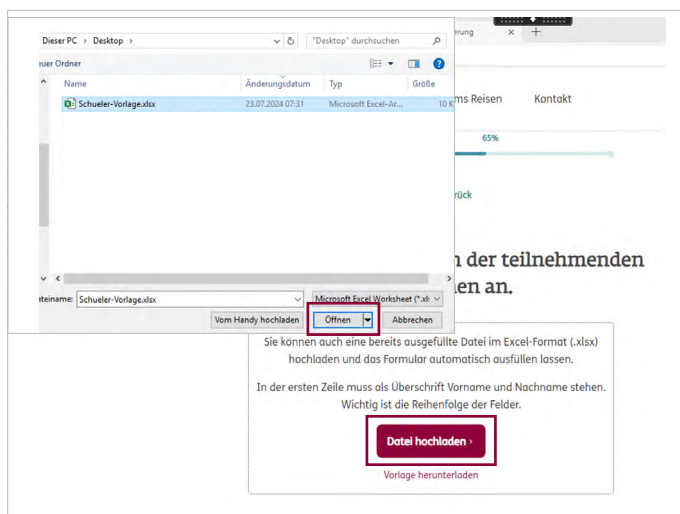 Dieser PC > Desktop >
"Desktop" durchsuchen
erung
euer Ordner
Name Änderungsdatum Typ Größe
Schueler-Vorlage.xlsx 23.07.2024 07:31 Microsoft Excel-Ar... 10 K
ms Reisen Kontakt
65%
rück
n der teilnehmenden
en an.
ateiname: Schueler-Vorlage.xlsx Microsoft Excel Worksheet (*.xl
Vom Handy hochladen Öffnen Abbrechen
Sie können auch eine bereits ausgefüllte Datei im Excel-Format (.xlsx)
hochladen und das Formular automatisch ausfüllen lassen.
In der ersten Zeile muss als Überschrift Vorname und Nachname stehen.
Wichtig ist die Reihenfolge der Felder.
Datei hochladen ›
Vorlage herunterladen